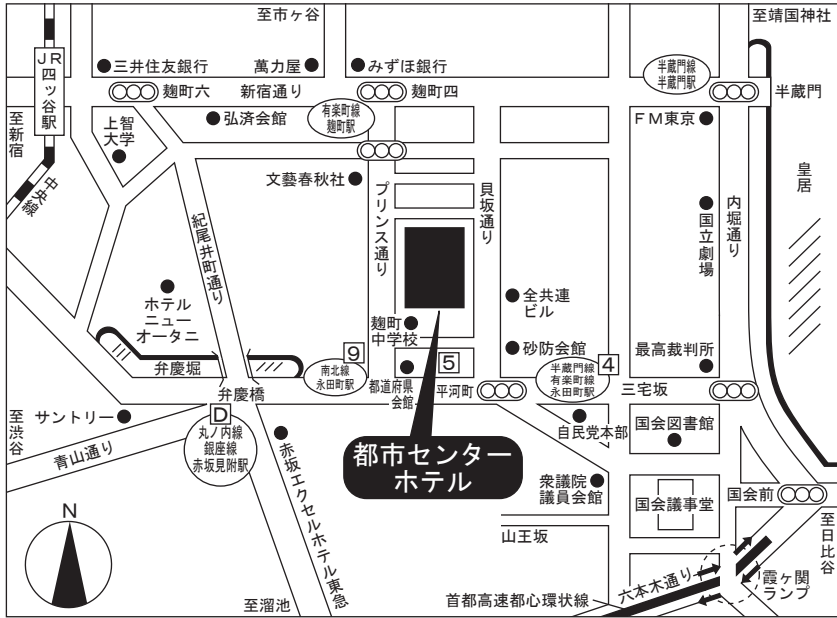 至市ヶ谷
至靖国神社
JR
四ッ谷駅
三井住友銀行
萬力屋
みずほ銀行
半蔵門線
半蔵門駅
麹町六
新宿通り
麹町四
半蔵門
至新宿
上智
大学
弘済会館
有楽町線
麹町駅
FM東京
中央線
文藝春秋社
プリンス通り
貝坂通り
皇居
内堀通り
国立劇場
紀尾井町通り
ホテル
ニュー
オータニ
全共連
ビル
麹町
中学校
砂防会館
最高裁判所
弁慶堀
9
5
4
南北線
永田町駅
半蔵門線
有楽町線
永田町駅
都道府県
会館
平河町
三宅坂
弁慶橋
至渋谷
サントリー
D
丸ノ内線
銀座線
赤坂見附駅
自民党本部
国会図書館
青山通り
赤坂エクセルホテル東急
都市センター
ホテル
衆議院
議員会館
国会議事堂
国会前
N
山王坂
至日比谷
六本木通り
霞ヶ関
ランプ
至溜池
首都高速都心環状線